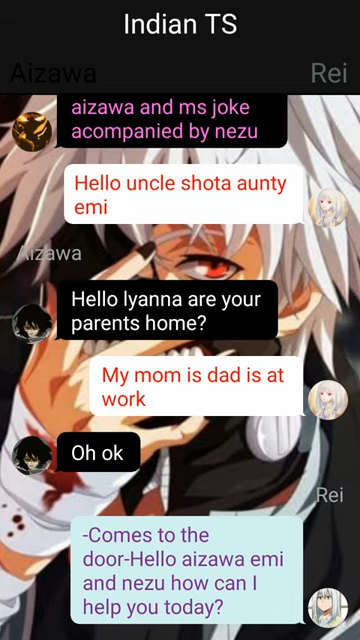 Indian TS
Aizawa Rei
aizawa and ms joke
acompanied by nezu
Hello uncle shota aunty
emi
Aizawa
Hello lyanna are your
parents home?
My mom is dad is at
work
Oh ok
Rei
-Comes to the
door-Hello aizawa emi
and nezu how can I
help you today?